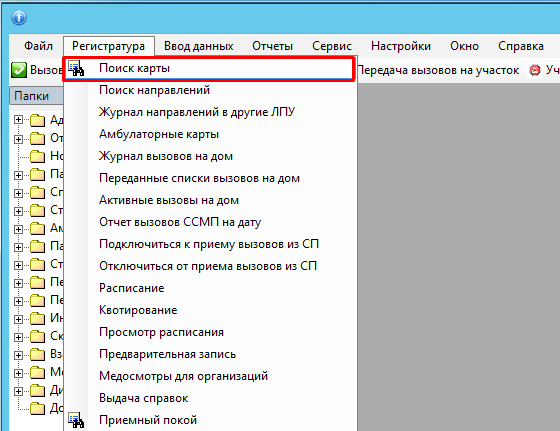 Файл Регистратура Ввод данных Отчеты Сервис Настройки Окно Справка
Поиск карты
Передача вызовов на участок
Папки
Поиск направлений
Журнал направлений в другие ЛПУ
Амбулаторные карты
Журнал вызовов на дом
Переданные списки вызовов на дом
Активные вызовы на дом
Отчет вызовов ССМП на дату
Подключиться к приему вызовов из СП
Отключиться от приема вызовов из СП
Расписание
Квотирование
Просмотр расписания
Предварительная запись
Медосмотры для организаций
Выдача справок
Приемный покой